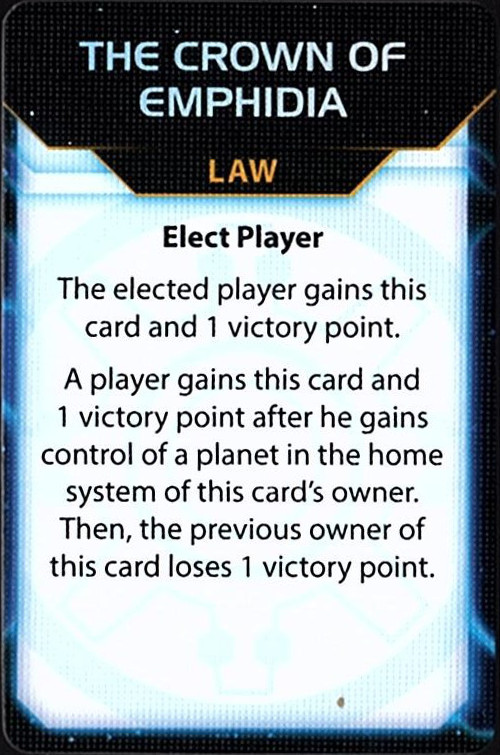 THE CROWN OF
EMPHIDIA
LAW
Elect Player
The elected player gains this
card and 1 victory point.
A player gains this card and
1 victory point after he gains
control of a planet in the home
system of this card's owner.
Then, the previous owner of
this card loses 1 victory point.